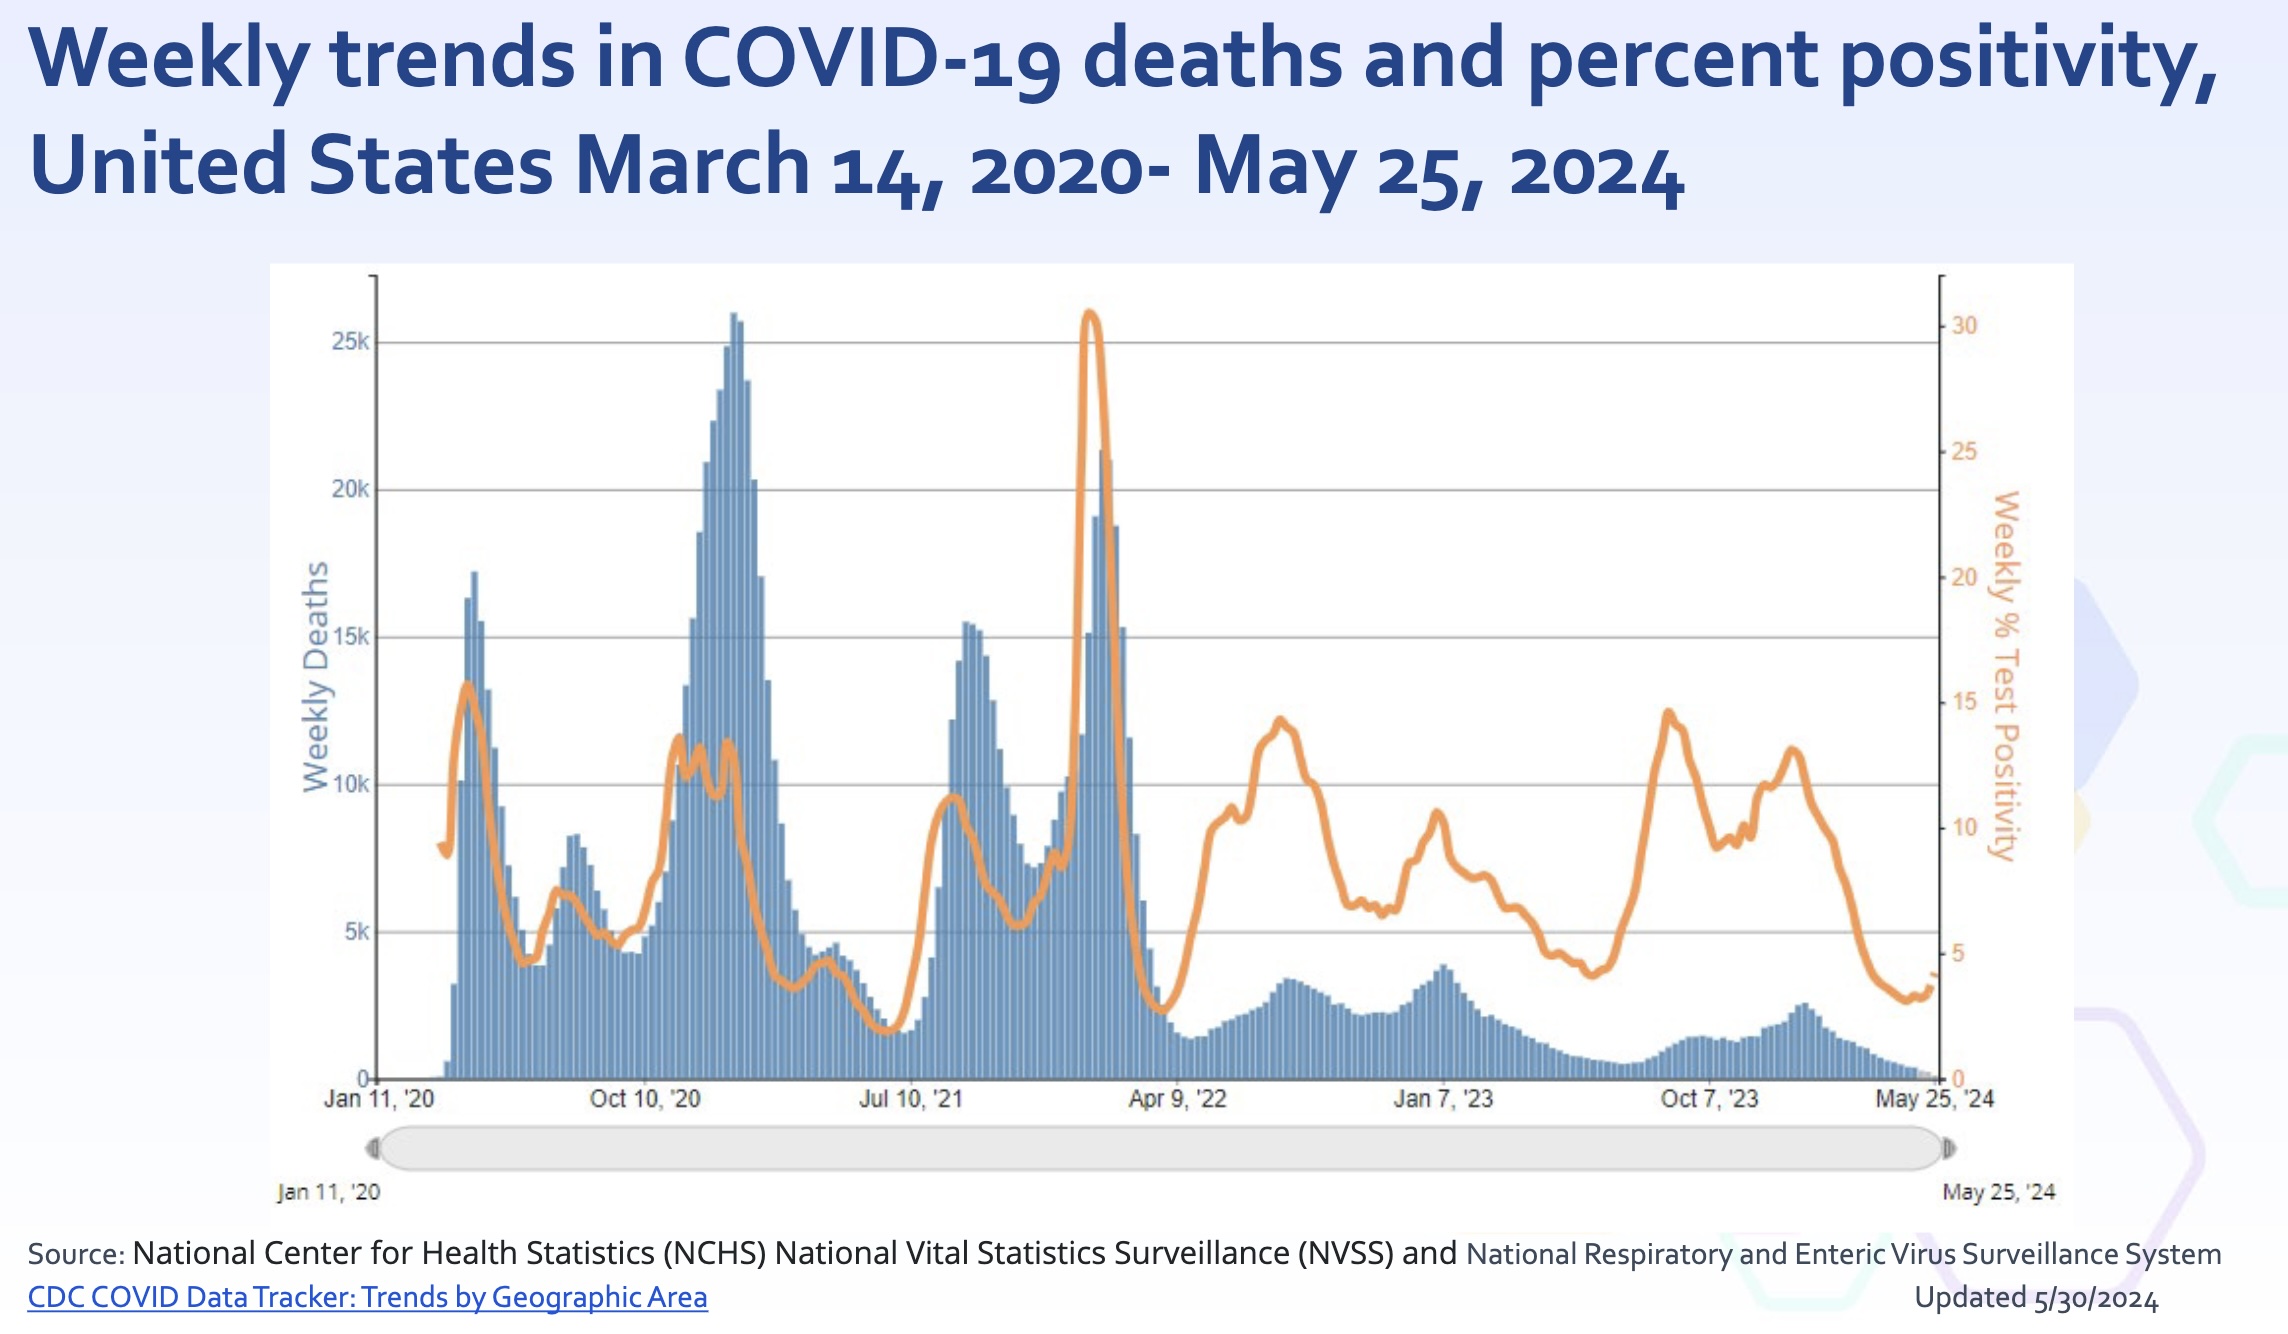 Weekly trends in COVID-19 deaths and percent positivity,
United States March 14, 2020- May 25, 2024
Weekly Deaths
25k
20k
15k
10k
5k
0
30
25
20
15
10
5
0
Weekly % Test Positivity
Jan 11, '20
Oct 10, '20
Jul 10, '21
Apr 9, '22
Jan 7, '23
Oct 7, '23
May 25, '24
Jan 11, '20
May 25, '24
Source: National Center for Health Statistics (NCHS) National Vital Statistics Surveillance (NVSS) and National Respiratory and Enteric Virus Surveillance System
CDC COVID Data Tracker: Trends by Geographic Area
Updated 5/30/2024